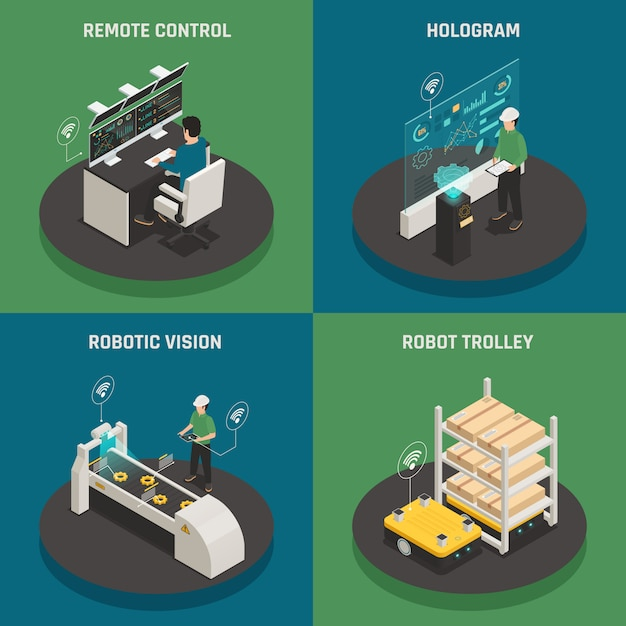 REMOTE CONTROL
HOLOGRAM
ROBOTIC VISION
ROBOT TROLLEY